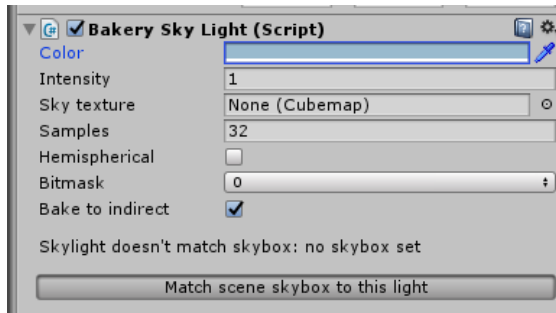 Bakery Sky Light (Script)
Color
Intensity 1
Sky texture None (Cubemap)
Samples 32
Hemispherical
Bitmask 0
Bake to indirect
Skylight doesn't match skybox: no skybox set
Match scene skybox to this light